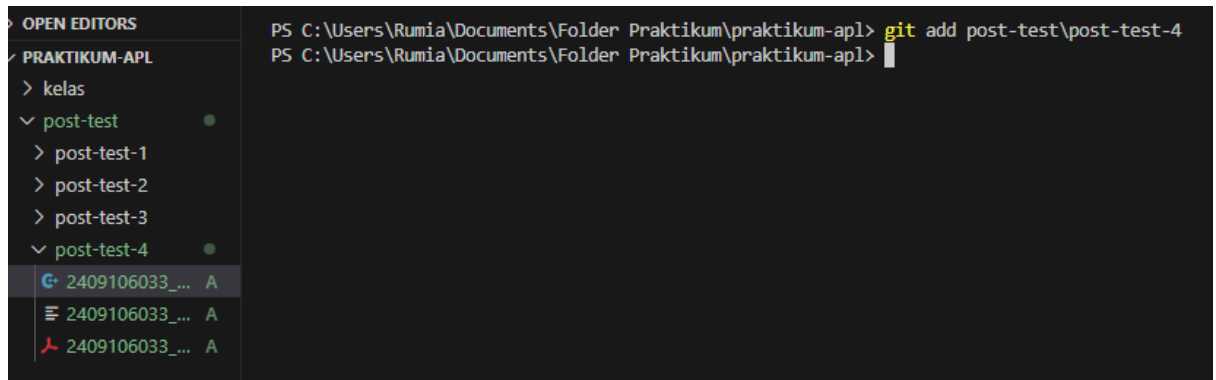 OPEN EDITORS
PRAKTIKUM-APL
kelas
post-test
post-test-1
post-test-2
post-test-3
post-test-4
2409106033_... A
2409106033_... A
2409106033_... A
PS C:\Users\Rumia\Documents\Folder Praktikum\praktikum-apl> git add post-test\post-test-4
PS C:\Users\Rumia\Documents\Folder Praktikum\praktikum-apl>